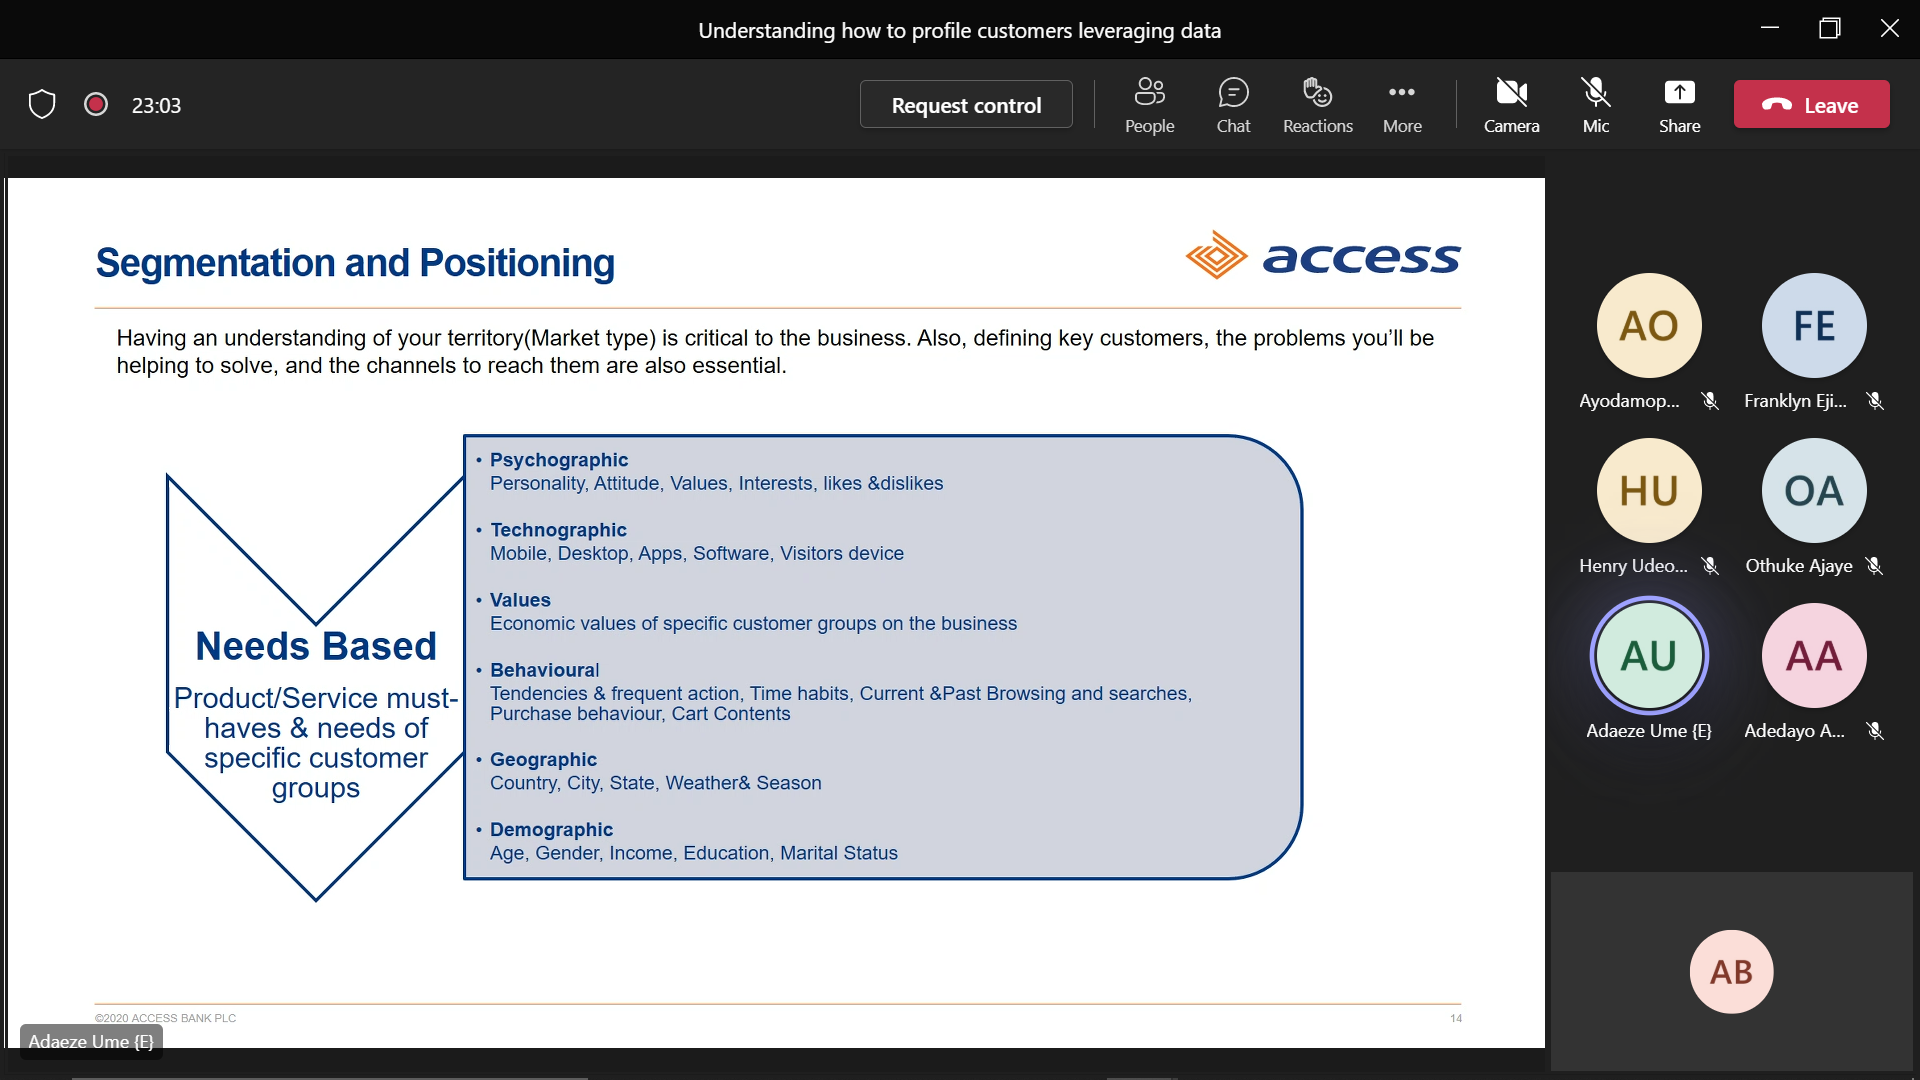 Understanding how to profile customers leveraging data
23:03
Request control
People
Chat
Reactions
More
Camera
Mic
Share
Leave
Segmentation and Positioning
access
Having an understanding of your territory(Market type) is critical to the business. Also, defining key customers, the problems you’ll be
helping to solve, and the channels to reach them are also essential.
Needs Based
Product/Service must-
haves & needs of
specific customer
groups
• Psychographic
Personality, Attitude, Values, Interests, likes &dislikes
• Technographic
Mobile, Desktop, Apps, Software, Visitors device
• Values
Economic values of specific customer groups on the business
• Behavioural
Tendencies & frequent action, Time habits, Current &Past Browsing and searches,
Purchase behaviour, Cart Contents
• Geographic
Country, City, State, Weather& Season
• Demographic
Age, Gender, Income, Education, Marital Status
©2020 ACCESS BANK PLC
14
Adaeze Ume {E}
AO
Ayodamop...
FE
Franklyn Eji...
HU
Henry Udeo...
OA
Othuke Ajaye
AU
Adaeze Ume {E}
AA
Adedayo A...
AB